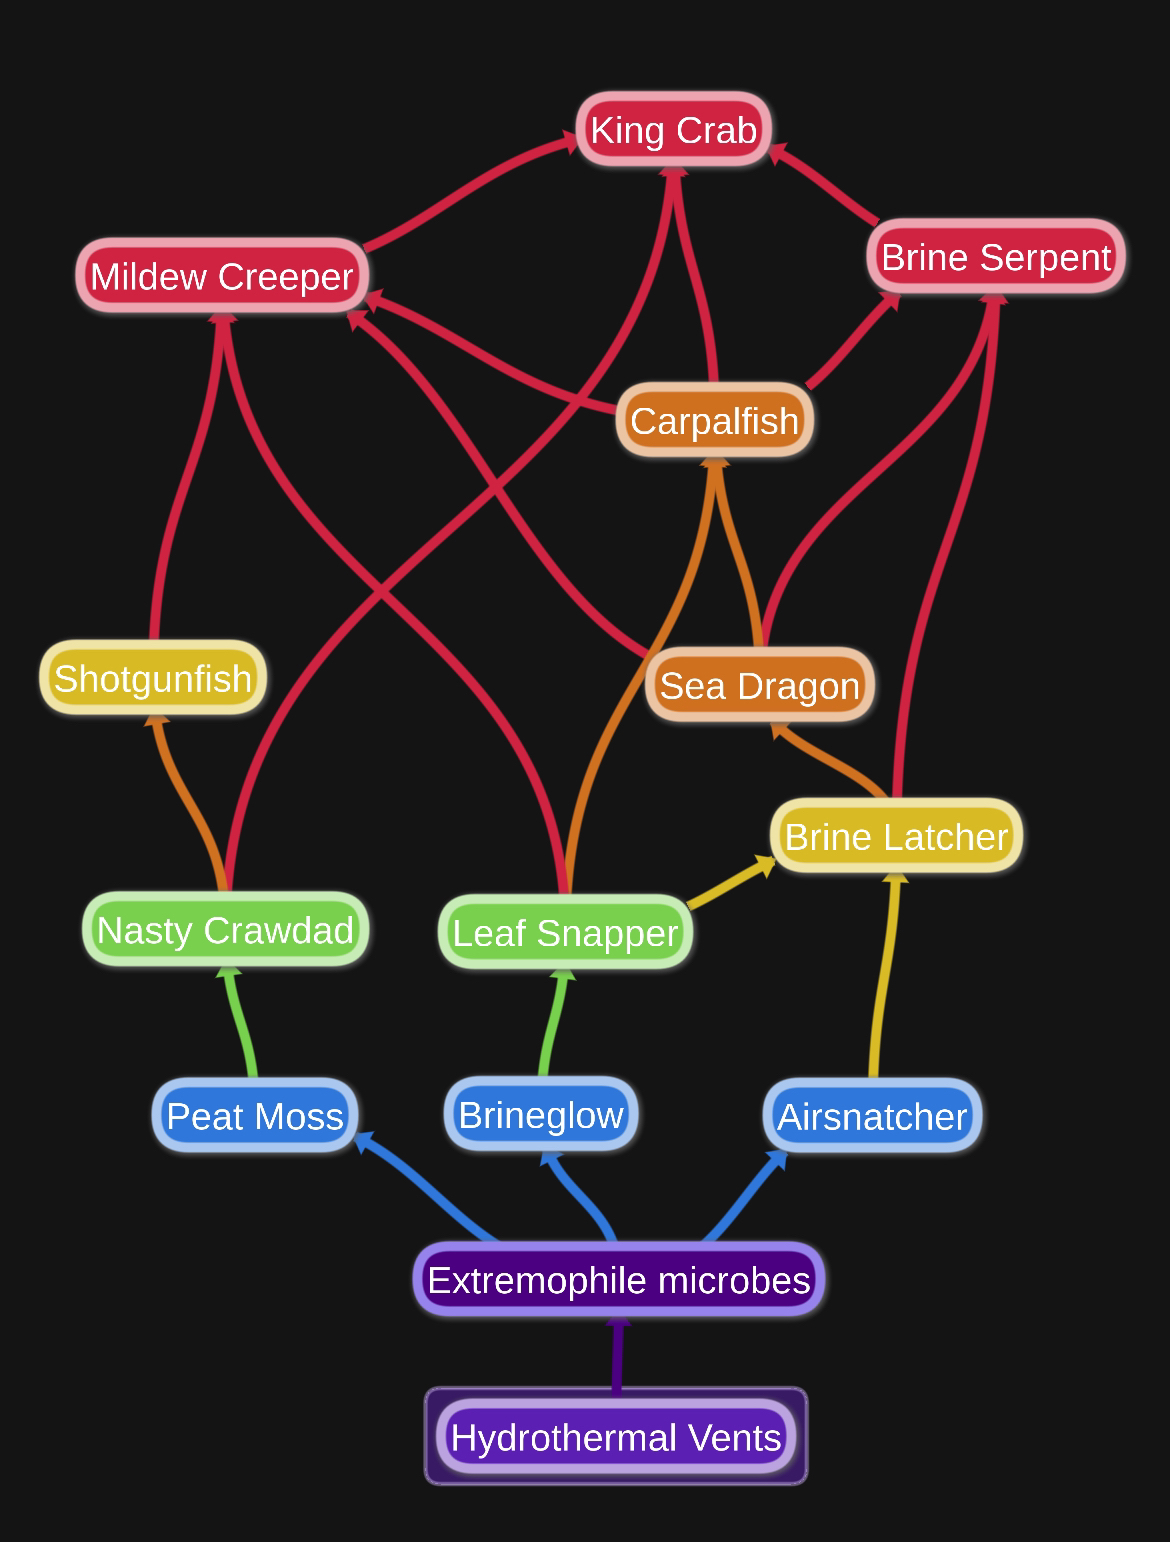 King Crab
Brine Serpent
Mildew Creeper
Carpalfish
Shotgunfish
Sea Dragon
Brine Latcher
Nasty Crawdad
Leaf Snapper
Peat Moss
Brineglow
Airsnatcher
Extremophile microbes
Hydrothermal Vents